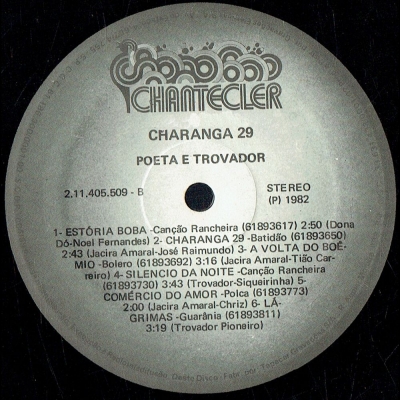 CHANTECLER
CHARANGA 29
POETA E TROVADOR
2.11.405.509 - B
STEREO
(P) 1982
1- ESTÓRIA BOBA -Canção Rancheira (61893617) 2:50 (Dona
Dó-Noel Fernandes) 2- CHARANGA 29 -Batidão (61893650)
2:43 (Jacira Amaral-José Raimundo) 3- A VOLTA DO BOÊ-
MIO -Bolero (61893692) 3:16 (Jacira Amaral-Tião Car-
reiro) 4- SILENCIO DA NOITE -Canção Rancheira
(61893730) 3:43 (Trovador-Siqueirinha) 5-
COMÉRCIO DO AMOR -Polca (61893773)
2:00 (Jacira Amaral-Chriz) 6- LÁ-
GRIMAS -Guarânia (61893811)
3:19 (Trovador Pioneiro)
Deste Disco